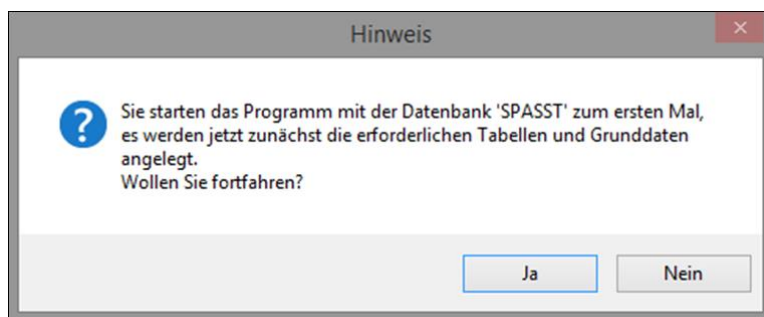 Hinweis
Sie starten das Programm mit der Datenbank 'SPASST' zum ersten Mal,
es werden jetzt zunächst die erforderlichen Tabellen und Grunddaten
angelegt.
Wollen Sie fortfahren?
Ja
Nein